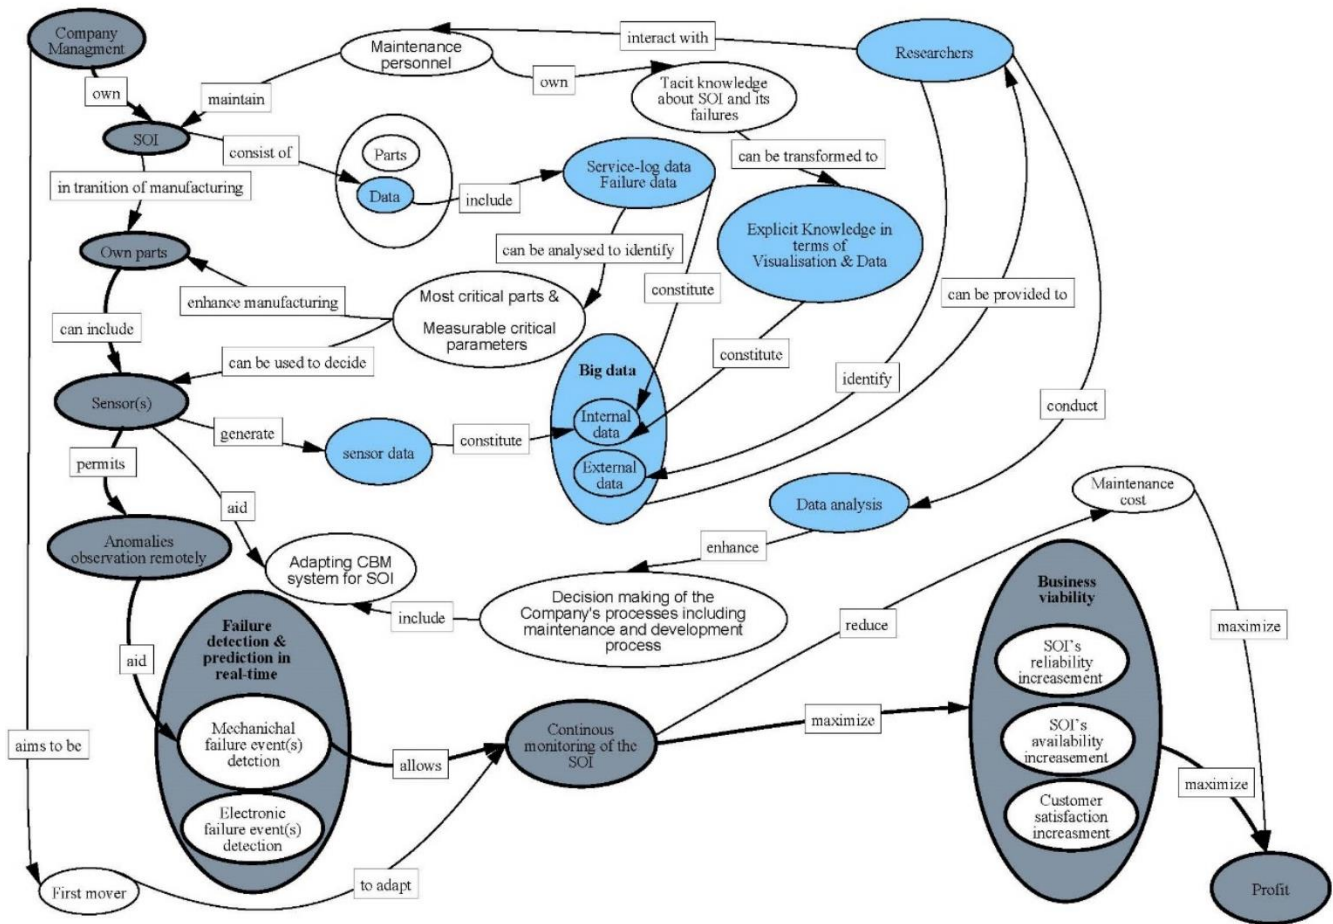 Company
Managment
interact with
Researchers
Maintenance
personnel
own
Tacit knowledge
about SOI and its
failures
own
maintain
SOI
consist of
Parts
Data
include
Service-log data
Failure data
can be transformed to
in tranition of manufacturing
Explicit Knowledge in
terms of
Visualisation & Data
Own parts
can be analysed to identify
enhance manufacturing
Most critical parts &
Measurable critical
parameters
constitute
can be provided to
can include
can be used to decide
constitute
Big data
identify
Sensor(s)
Internal
data
conduct
generate
sensor data
constitute
External
data
permits
Maintenance
cost
Data analysis
aid
Anomalies
observation remotely
enhance
Adapting CBM
system for SOI
Decision making of the
Company's processes including
maintenance and development
process
include
Business
viability
reduce
maximize
Failure
detection &
prediction in
real-time
aid
SOI's
reliability
increasement
Mechanichal
failure event(s)
detction
allows
Continous
monitoring of the
SOI
maximize
SOI's
availability
increasement
aims to be
maximize
Electronic
failure event(s)
detection
Customer
satisfaction
increasment
First mover
to adapt
Profit